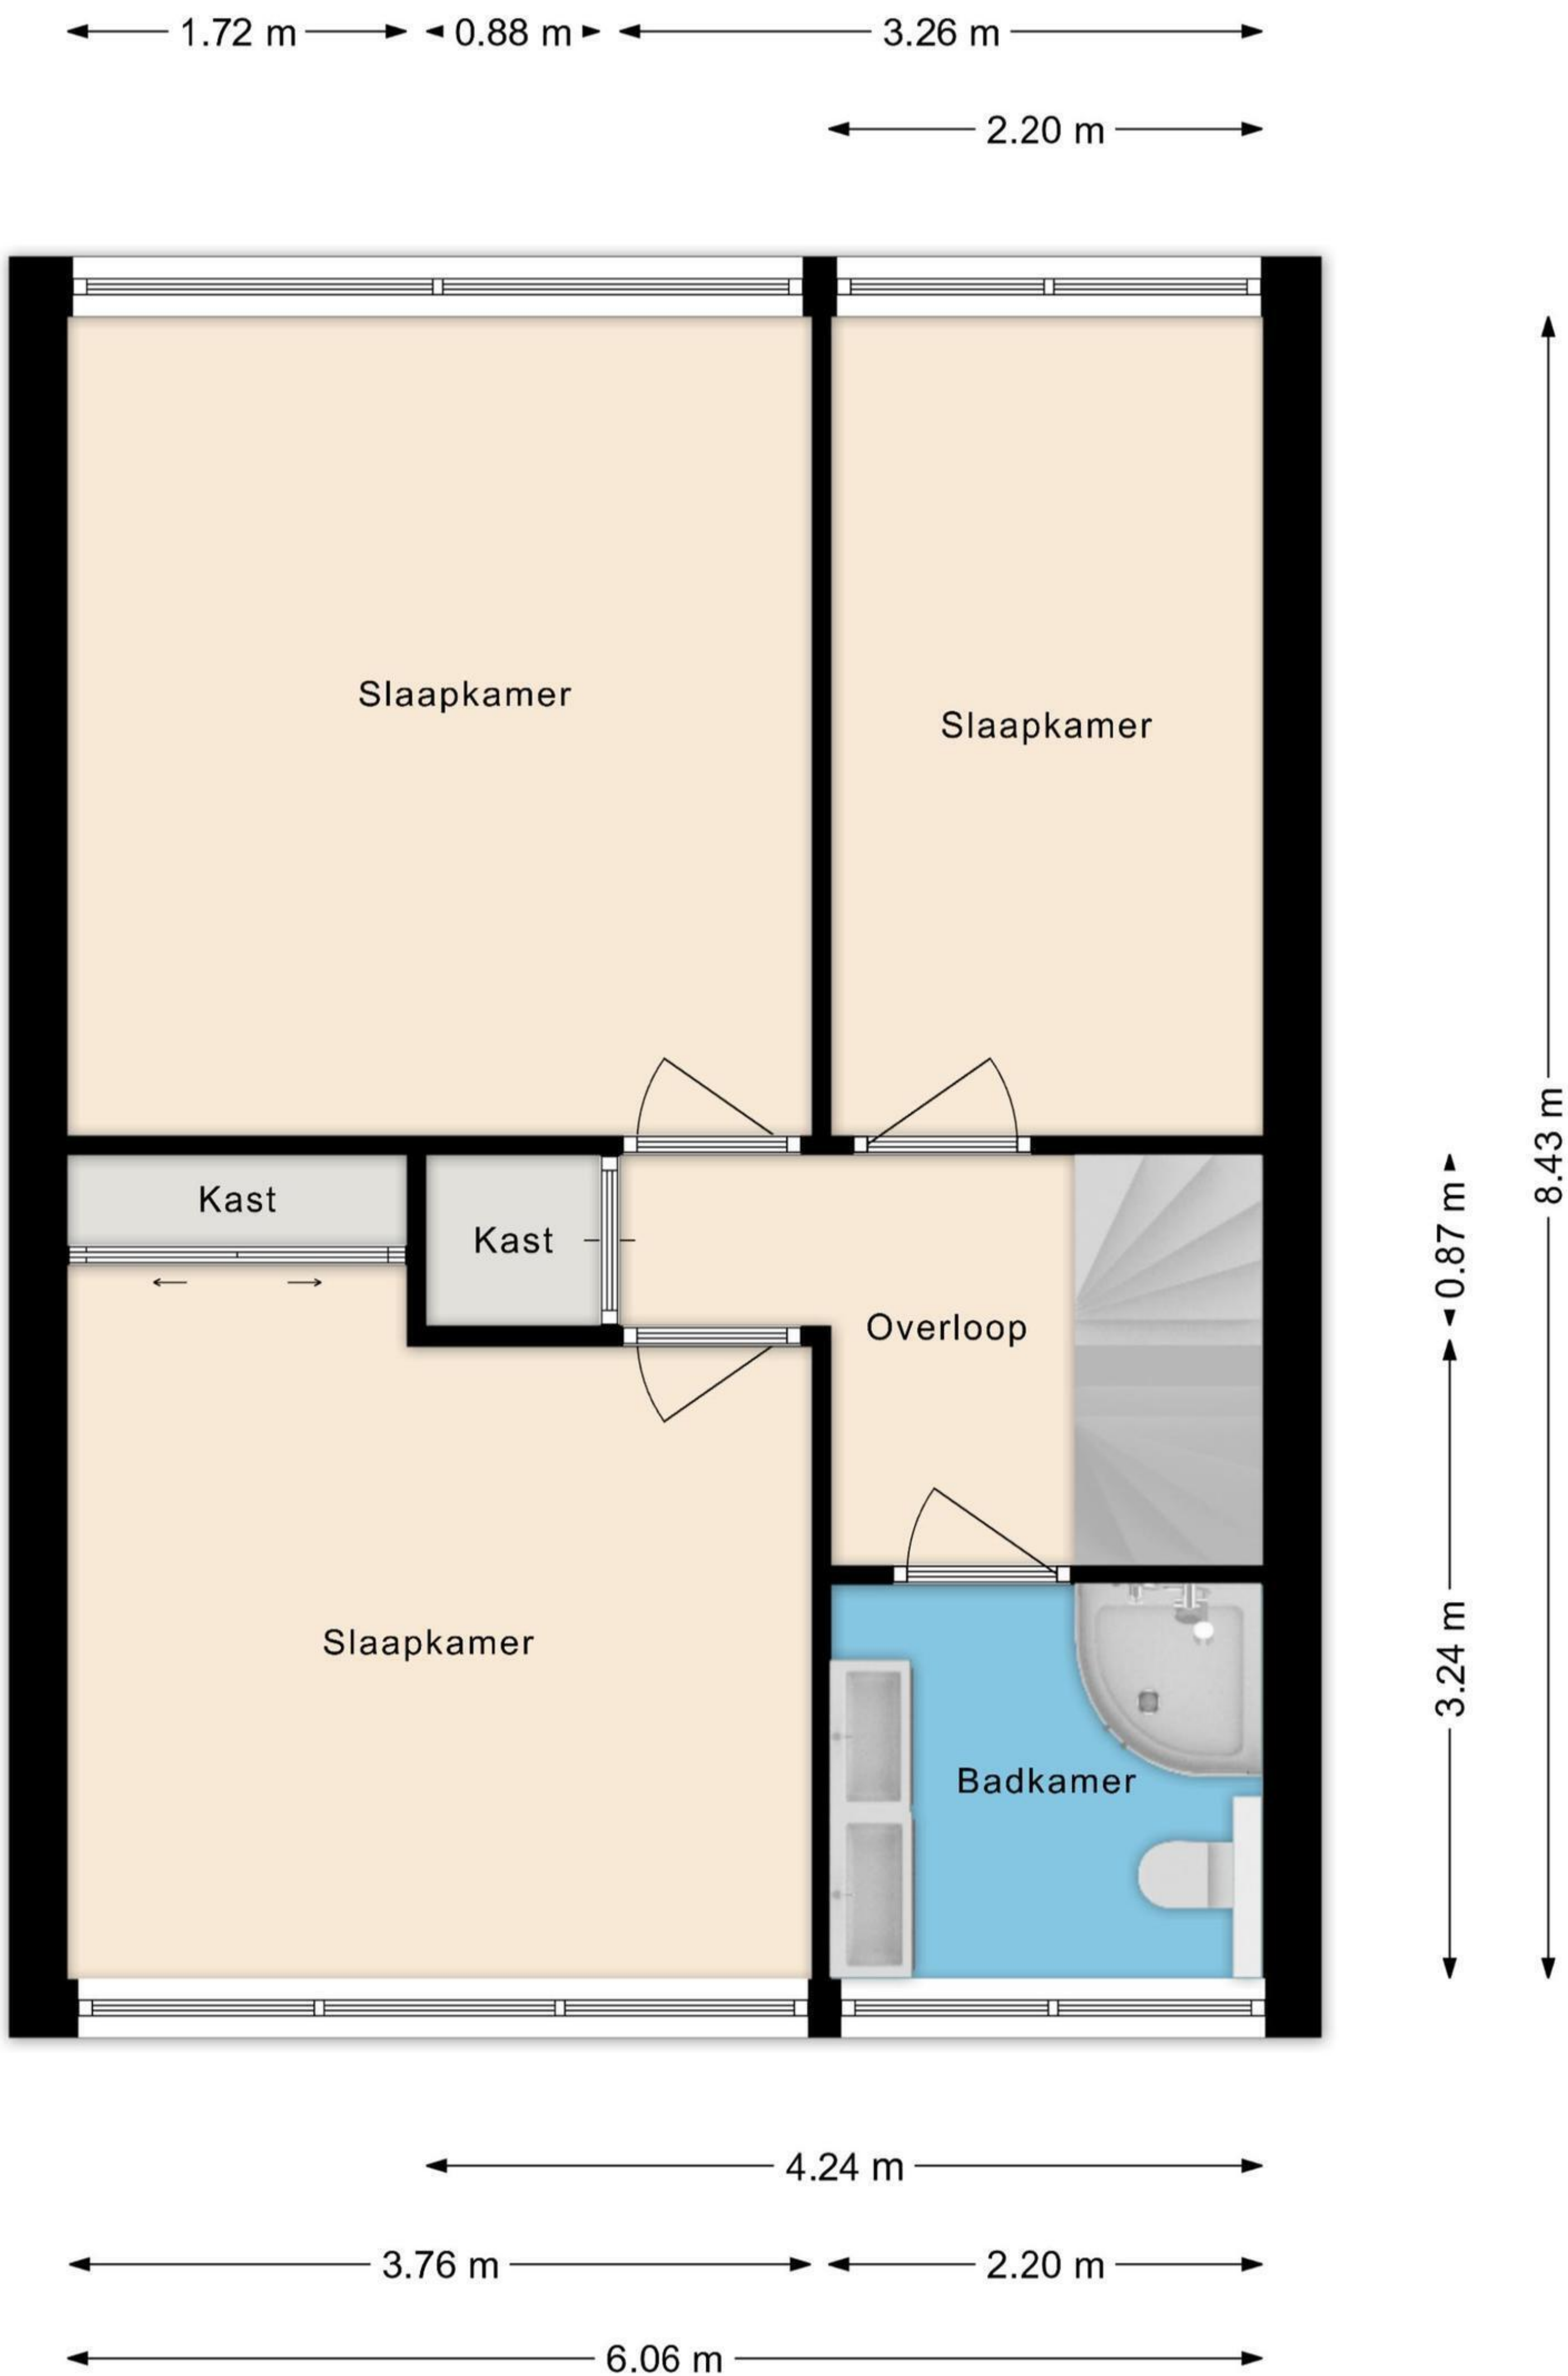 1.72 m
0.88 m
3.26 m
2.20 m
Slaapkamer
Slaapkamer
Kast
Kast
Overloop
0.87 m
8.43 m
Slaapkamer
3.24 m
Badkamer
4.24 m
3.76 m
2.20 m
6.06 m